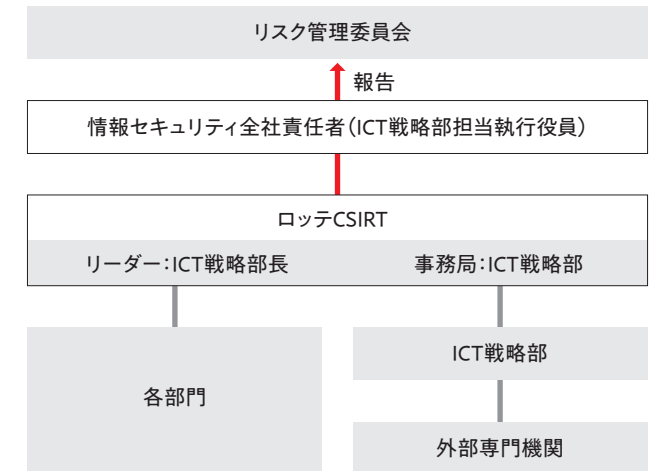 リスク管理委員会
報告
情報セキュリティ全社責任者（ICT戦略部担当執行役員）
ロッテCSIRT
リーダー：ICT戦略部長
事務局：ICT戦略部
各部門
ICT戦略部
外部専門機関